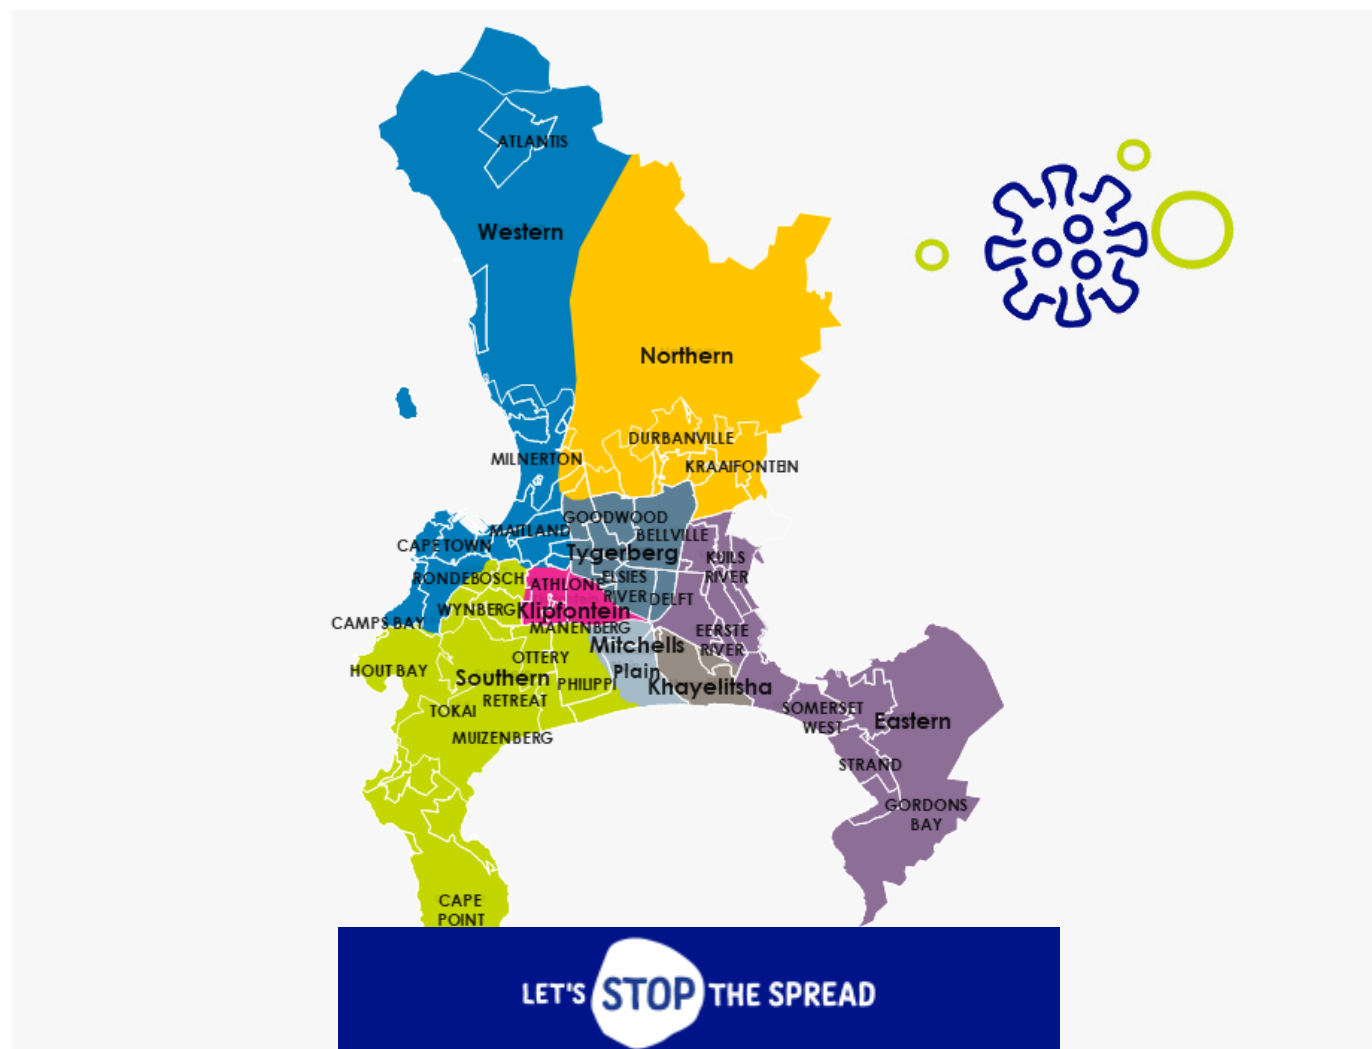 ATLANTIS
Western
Northern
DURBANVILLE
MILNERTON
KRAAIFONTEIN
GOODWOOD
MAITLAND
BELLVILLE
CAPE TOWN
Tygerberg
KUILS
RIVER
RONDEBOSCH
ATHLONE
ELSIES
RIVER
DELFT
WYNBERG
Klipfontein
CAMPS BAY
MANENBERG
EERSTE
RIVER
Mitchells
Plain
OTTERY
HOUT BAY
Southern
PHILIPPI
Khayelitsha
RETREAT
TOKAI
SOMERSET
WEST
Eastern
MUIZENBERG
STRAND
GORDONS
BAY
CAPE
POINT
LET'S STOP THE SPREAD